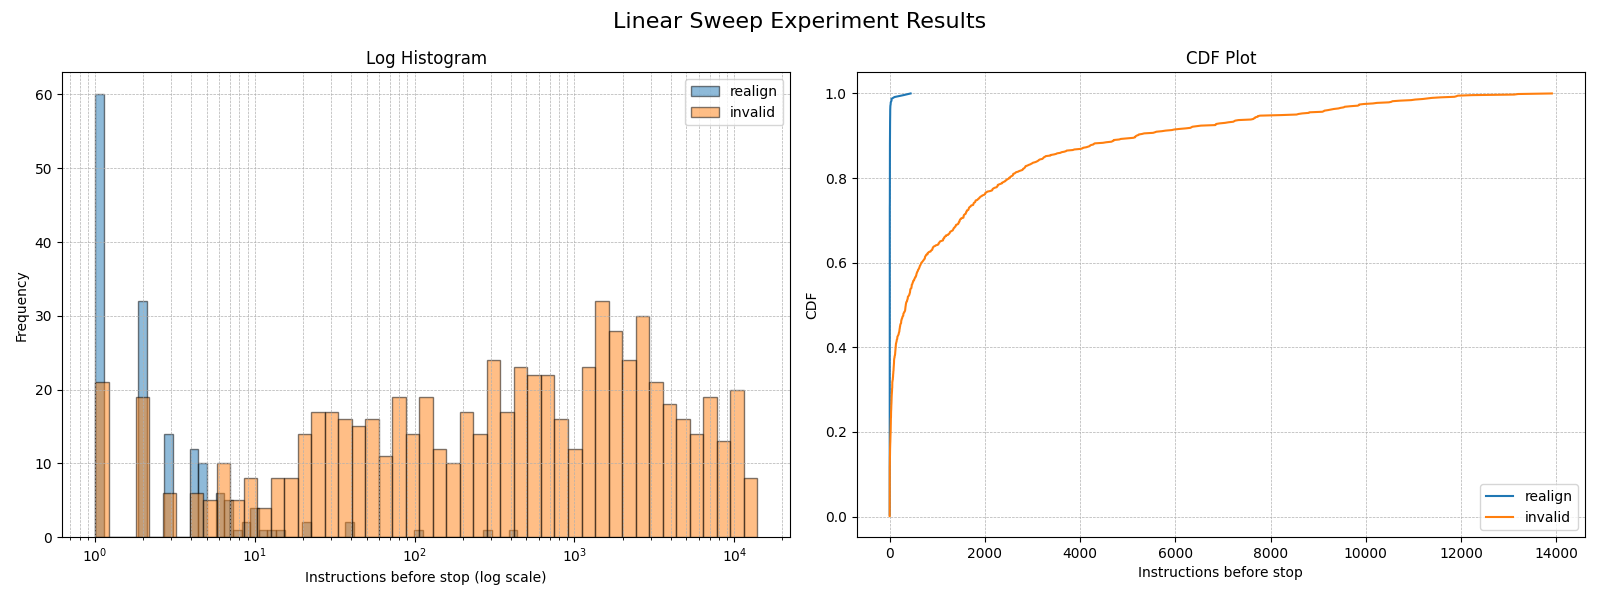 Linear Sweep Experiment Results
Log Histogram
60
50
40
30
20
10
0
Frequency
10⁰
10¹
10²
10³
10⁴
Instructions before stop (log scale)
realign
invalid
CDF Plot
1.0
0.8
0.6
0.4
0.2
0.0
CDF
0
2000
4000
6000
8000
10000
12000
14000
Instructions before stop
realign
invalid